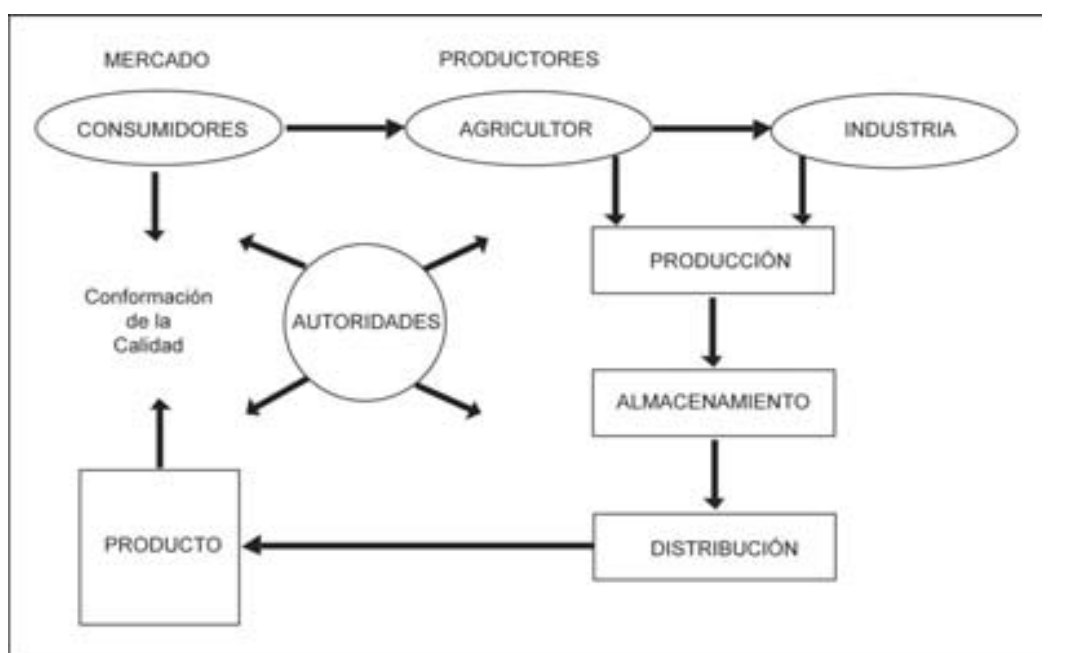 MERCADO
PRODUCTORES
CONSUMIDORES
AGRICULTOR
INDUSTRIA
PRODUCCIÓN
Conformación
de la
Calidad
AUTORIDADES
ALMACENAMIENTO
PRODUCTO
DISTRIBUCIÓN